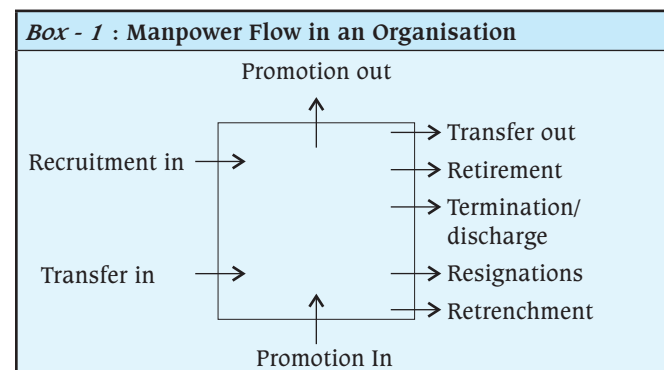 Box - 1 : Manpower Flow in an Organisation
Promotion out
Transfer out
Recruitment in
Retirement
Termination/
discharge
Transfer in
Resignations
Retrenchment
Promotion In